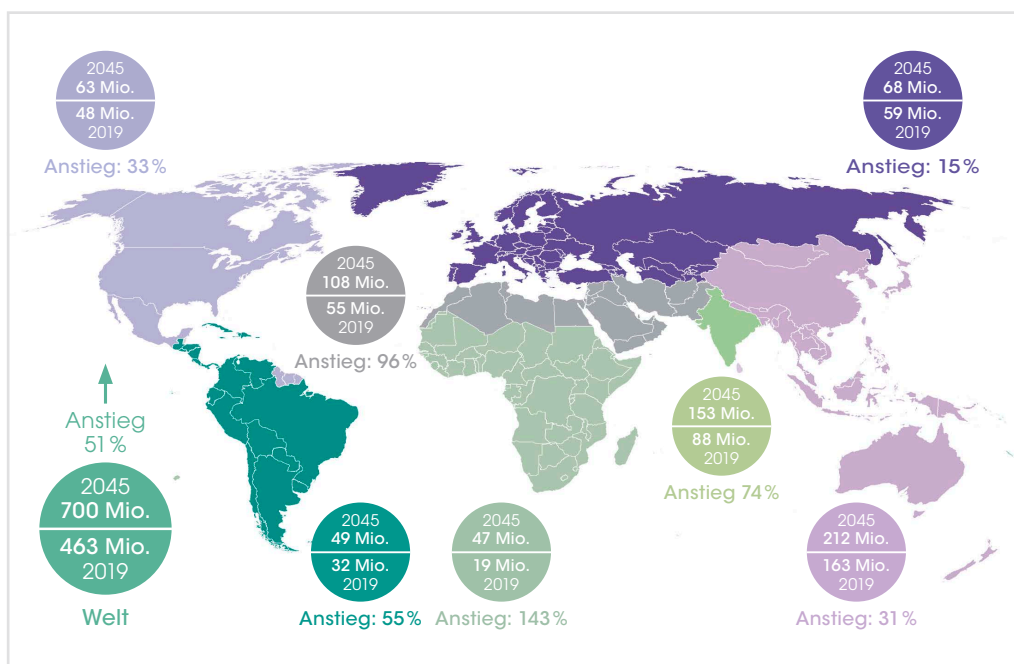 2045
63 Mio.
48 Mio.
2019
Anstieg: 33 %
2045
68 Mio.
59 Mio.
2019
Anstieg: 15 %
2045
108 Mio.
55 Mio.
2019
Anstieg: 96 %
Anstieg
51 %
2045
700 Mio.
463 Mio.
2019
Welt
2045
49 Mio.
32 Mio.
2019
Anstieg: 55 %
2045
47 Mio.
19 Mio.
2019
Anstieg: 143 %
2045
153 Mio.
88 Mio.
2019
Anstieg 74 %
2045
212 Mio.
163 Mio.
2019
Anstieg: 31 %